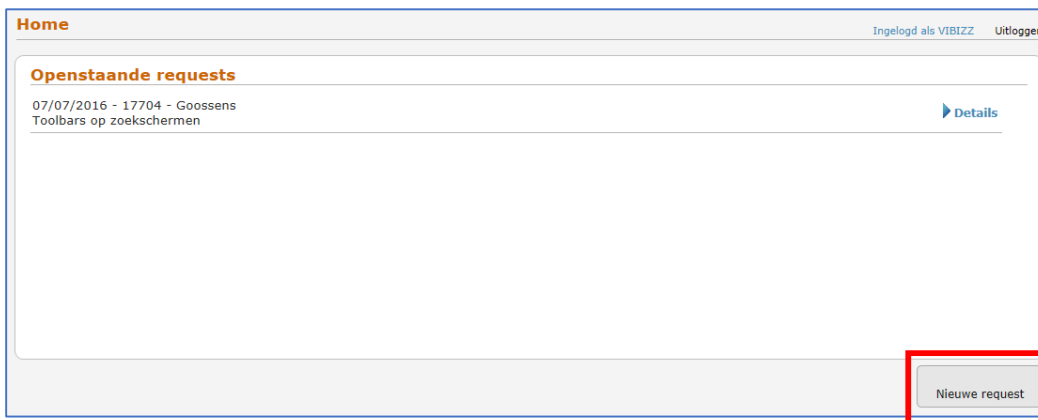 Home
Ingelogd als VIBIZZ Uitloggen
Openstaande requests
07/07/2016 - 17704 - Goossens
Toolbars op zoekschermen
Details
Nieuwe request